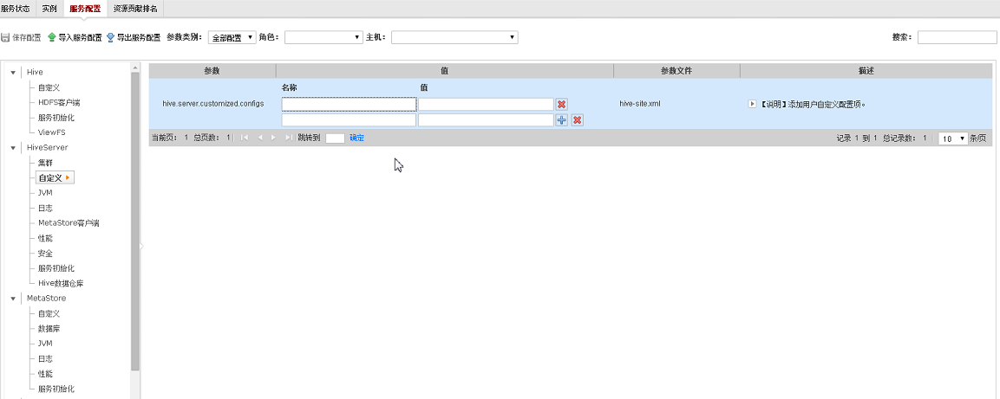 服务状态 实例 服务配置 资源贡献排名
保存配置 导入服务配置 导出服务配置 参数类别： 全部配置 角色： 主机： 搜索：
Hive
自定义
HDFS客户端
服务初始化
ViewFS
HiveServer
集群
自定义
JVM
日志
MetaStore客户端
性能
安全
服务初始化
Hive数据仓库
MetaStore
自定义
数据库
JVM
日志
性能
服务初始化
参数 值 参数文件 描述
名称 值
hive.server.customized.configs hive-site.xml 【说明】添加用户自定义配置项。
当前页： 1 总页数： 1 跳转到 确定 记录 1 到 1 总记录数： 1 10 条/页